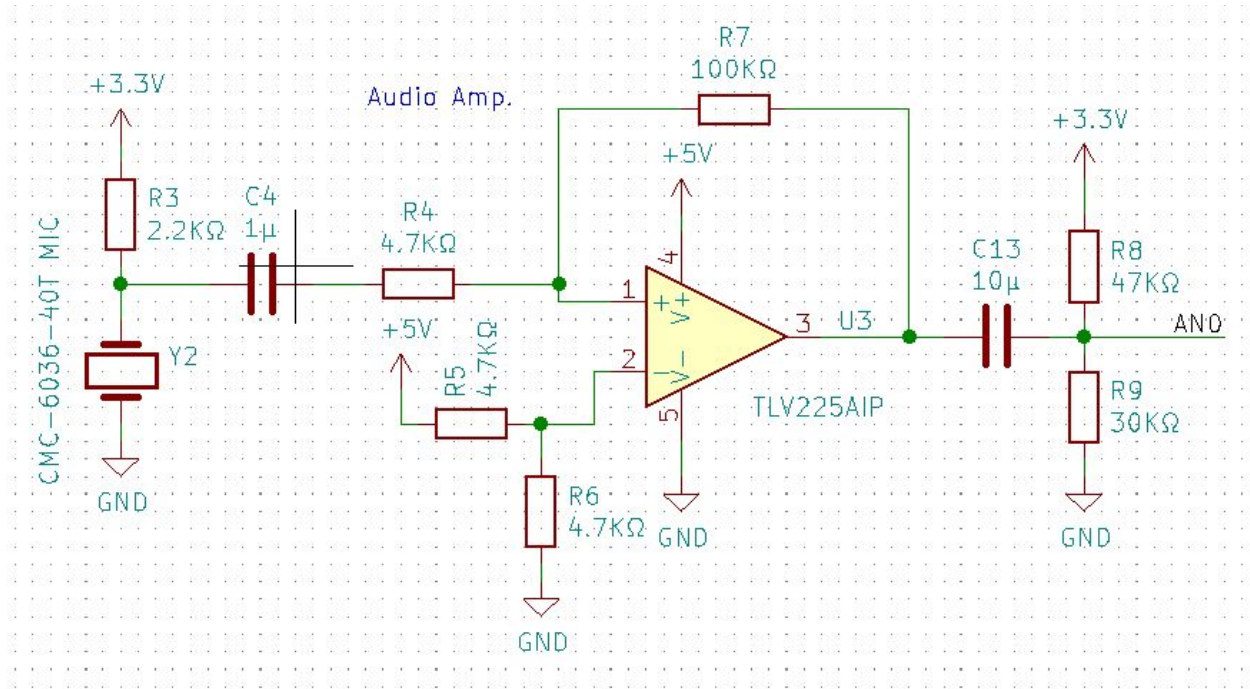 Audio Amp.
+3.3V
R3
2.2KΩ
C4
1µ
R4
4.7KΩ
R7
100KΩ
+5V
4
1
+
V+
2
−
V-
5
3
U3
TLV225AIP
GND
+5V
R5
4.7KΩ
R6
4.7KΩ
GND
CMC-6036-40T MIC
Y2
GND
C13
10µ
+3.3V
R8
47KΩ
AN0
R9
30KΩ
GND